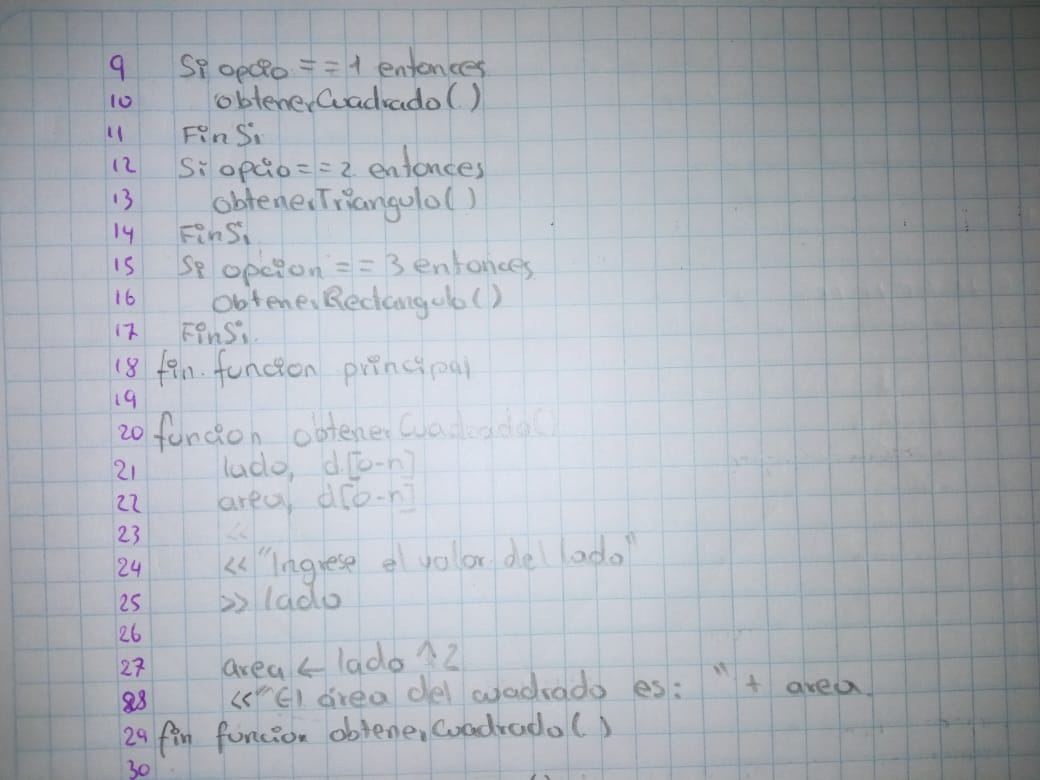 9 Si opcio == 1 entonces
10 obtenerCuadrado()
11 FinSi
12 Si opcio == 2 entonces
13 obtenerTriangulo()
14 FinSi
15 Si opcion == 3 entonces
16 obtenerRectangulo()
17 FinSi.
18 fin funcion principal
19
20 funcion obtenerCuadrado()
21 lado, d[0-n]
22 area, d[0-n]
23 <<
24 << "Ingrese el valor del lado"
25 >> lado
26
27 area <- lado ^2
28 << "El área del cuadrado es: " + area
29 fin funcion obtenerCuadrado()
30